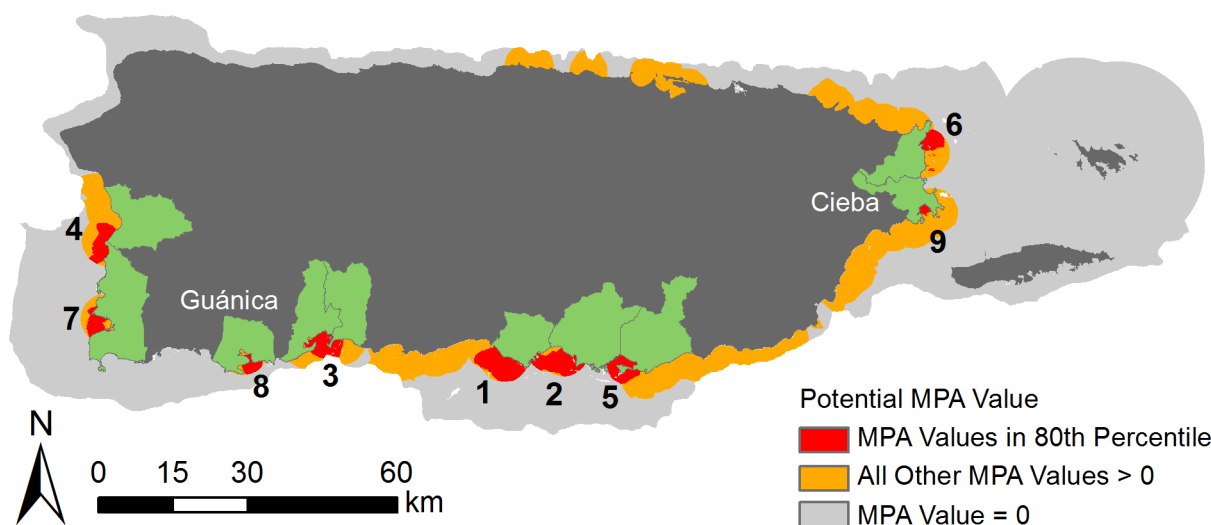 6
Cieba
4
9
Guánica
7
8
3
1
2
5
N
0 15 30 60
km
Potential MPA Value
MPA Values in 80th Percentile
All Other MPA Values > 0
MPA Value = 0